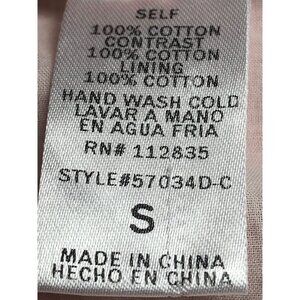 SELF
100% COTTON
CONTRAST
100% COTTON
LINING
100% COTTON
HAND WASH COLD
LAVAR A MANO
EN AGUA FRIA
RN# 112835
STYLE#57034D-C
S
MADE IN CHINA
HECHO EN CHINA